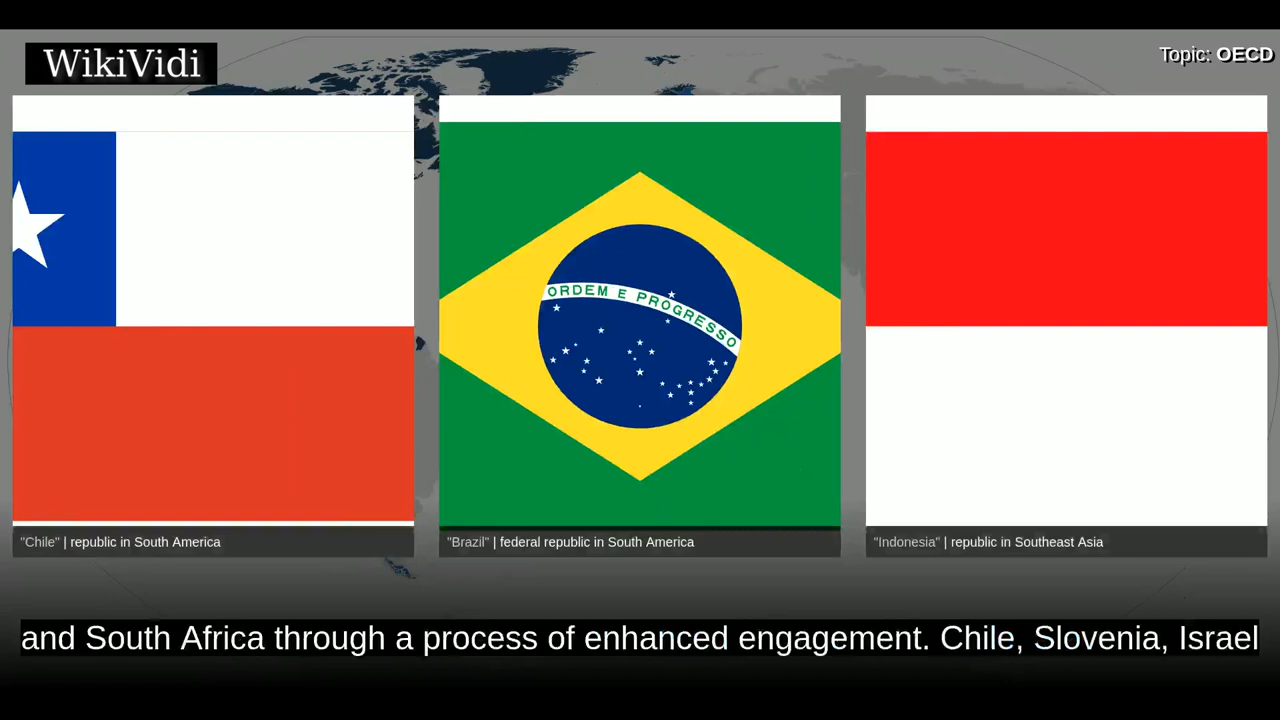 WikiVidi
Topic: OECD
ORDEM E PROGRESSO
"Chile" | republic in South America
"Brazil" | federal republic in South America
"Indonesia" | republic in Southeast Asia
and South Africa through a process of enhanced engagement. Chile, Slovenia, Israel